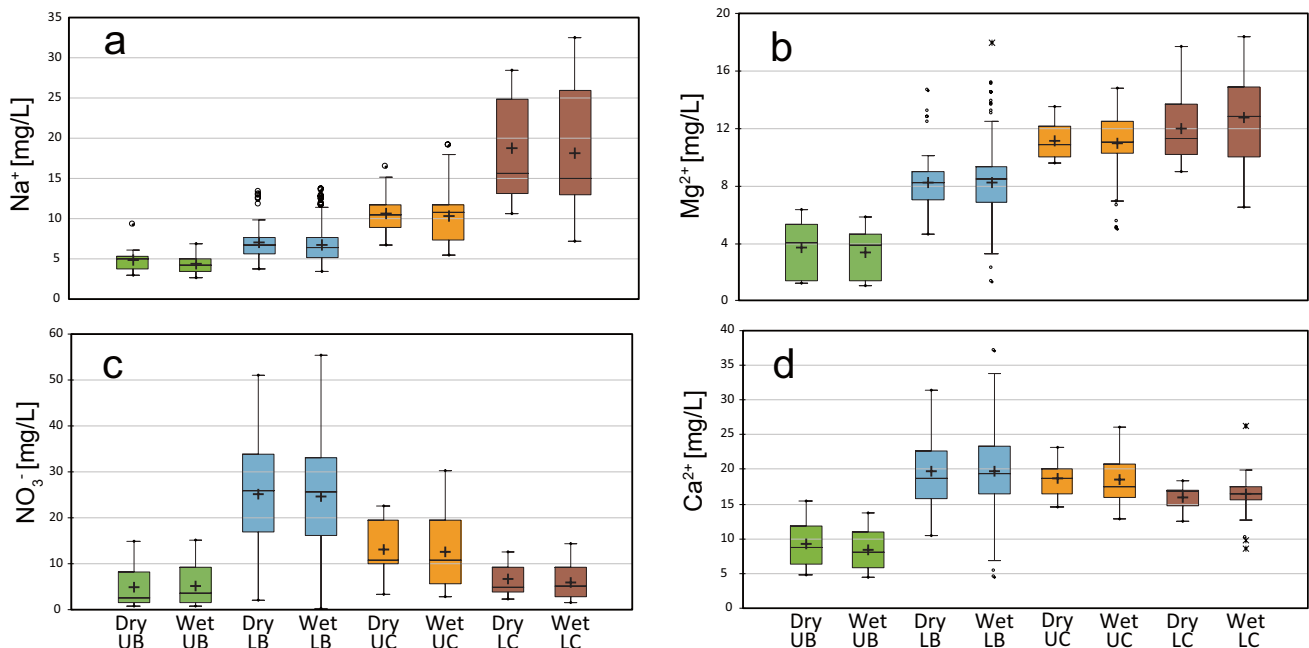 a
Na⁺ [mg/L]
35
30
25
20
15
10
5
0
b
Mg²⁺ [mg/L]
20
16
12
8
4
0
c
NO₃⁻ [mg/L]
60
50
40
30
20
10
0
Dry Wet Dry Wet Dry Wet Dry Wet
UB UB LB LB UC UC LC LC
d
Ca²⁺ [mg/L]
40
35
30
25
20
15
10
5
0
Dry Wet Dry Wet Dry Wet Dry Wet
UB UB LB LB UC UC LC LC